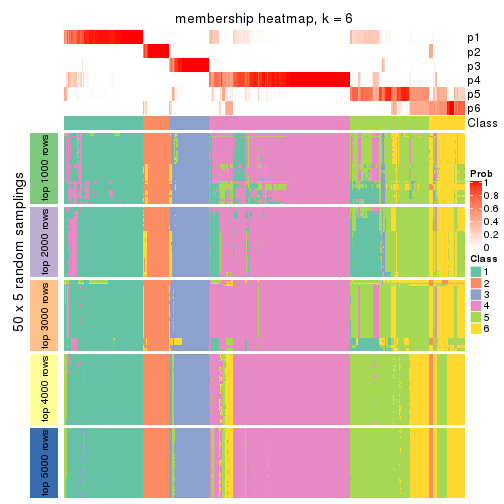 membership heatmap, k = 6
p1
p2
p3
p4
p5
p6
Class
50 x 5 random samplings
top 1000 rows
top 2000 rows
top 3000 rows
top 4000 rows
top 5000 rows
Prob
1
0.8
0.6
0.4
0.2
0
Class
1
2
3
4
5
6